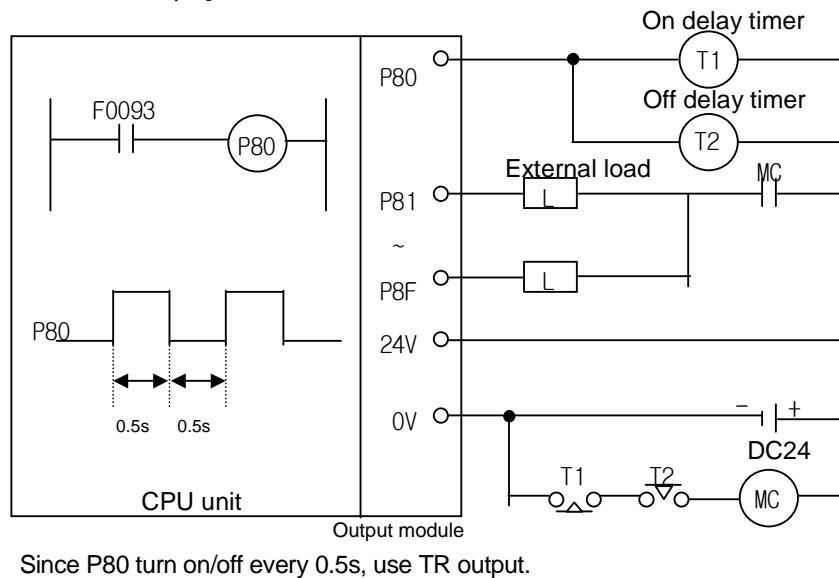 On delay timer
P80
T1
F0093
Off delay timer
P80
T2
External load
MC
P81
L
~
P8F
L
P80
24V
0.5s 0.5s
0V
− +
DC24
T1 T2
MC
CPU unit
Output module
Since P80 turn on/off every 0.5s, use TR output.